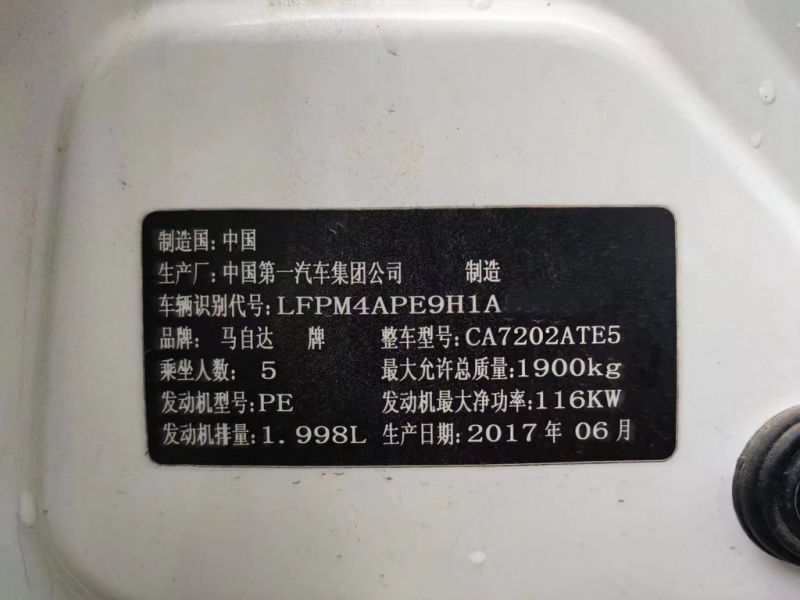 制造国: 中国
生产厂: 中国第一汽车集团公司 制造
车辆识别代号: LFPM4APE9H1A
品牌: 马自达 牌 整车型号: CA7202ATE5
乘坐人数: 5 最大允许总质量: 1900kg
发动机型号: PE 发动机最大净功率: 116KW
发动机排量: 1.998L 生产日期: 2017年 06月